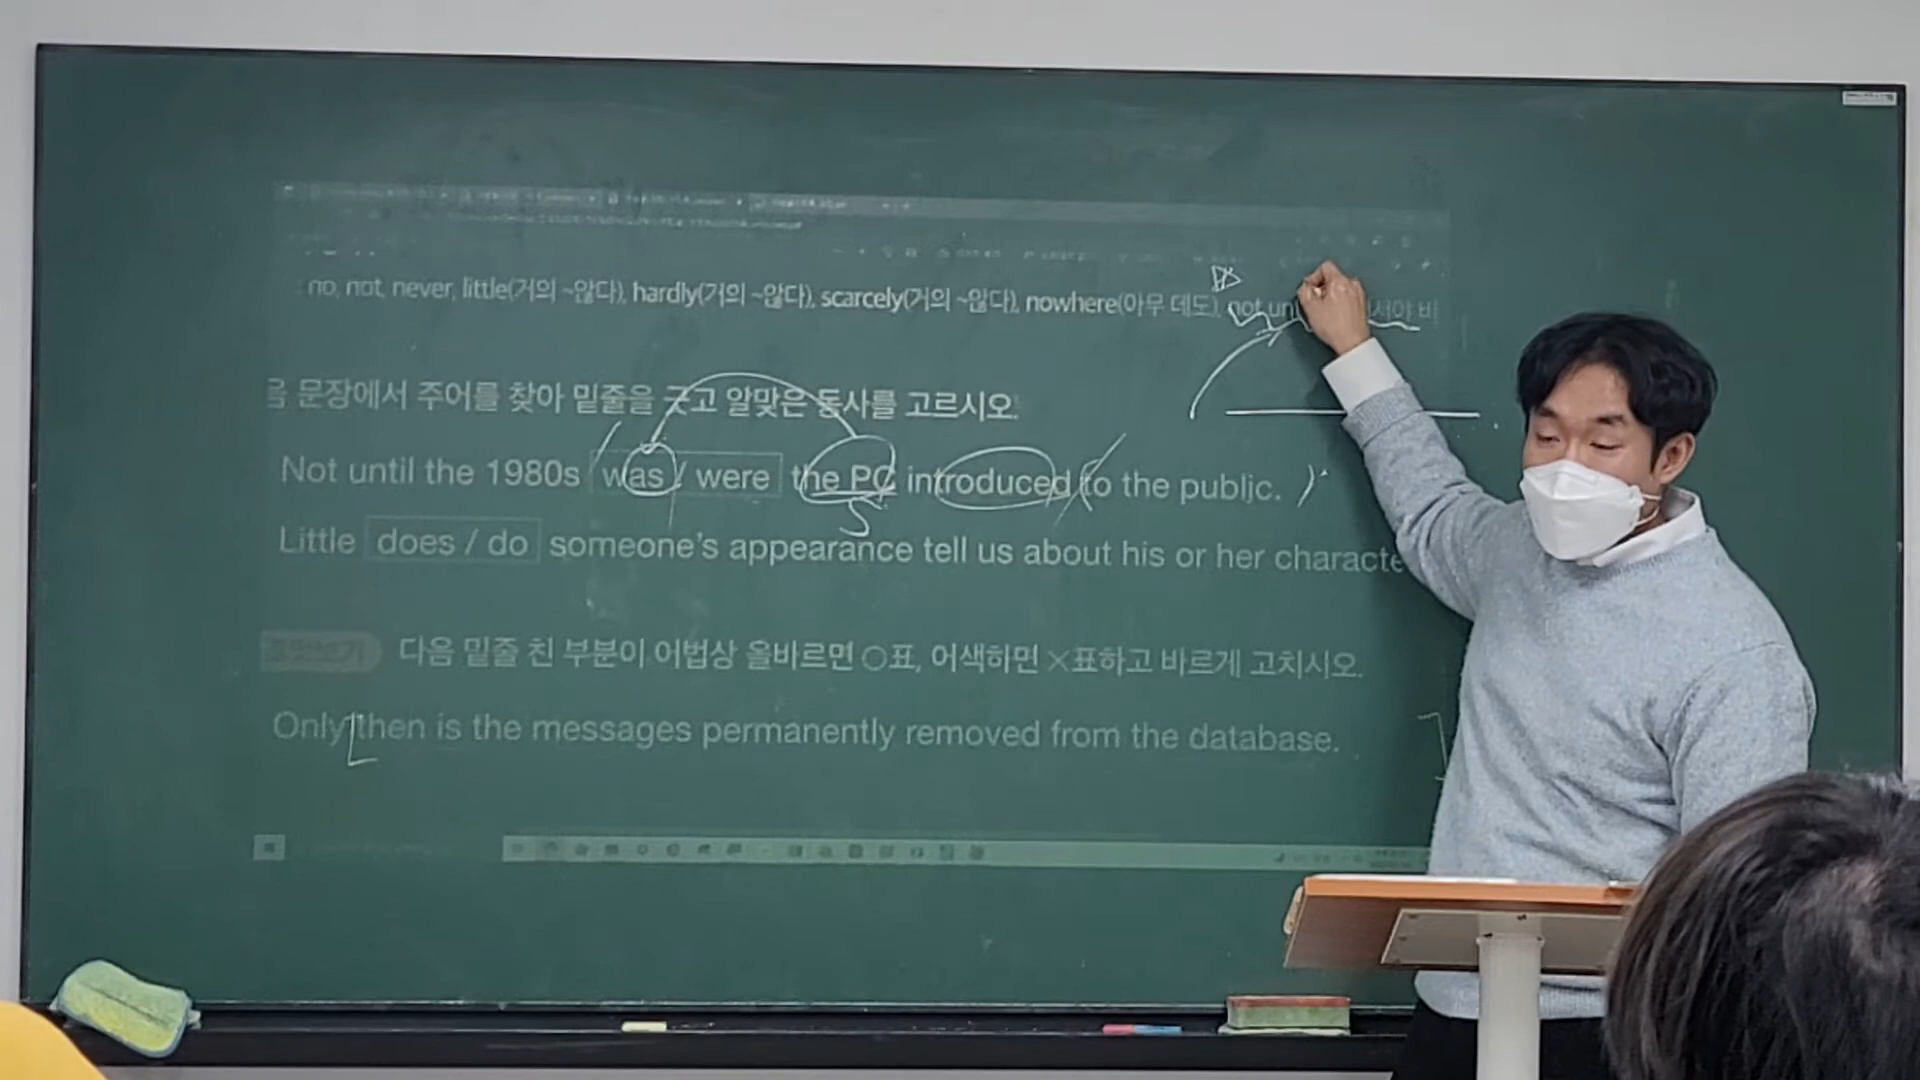 no, not, never, little(거의 ~않다), hardly(거의 ~않다), scarcely(거의 ~않다), nowhere(아무 데도), not 비
문장에서 주어를 찾아 밑줄을 긋고 알맞은 동사를 고르시오.
Not until the 1980s was / were the PC introduced to the public.
S
Little does / do someone's appearance tell us about his or her characte
다음 밑줄 친 부분이 어법상 올바르면 ○표, 어색하면 ×표하고 바르게 고치시오.
Only then is the messages permanently removed from the database.